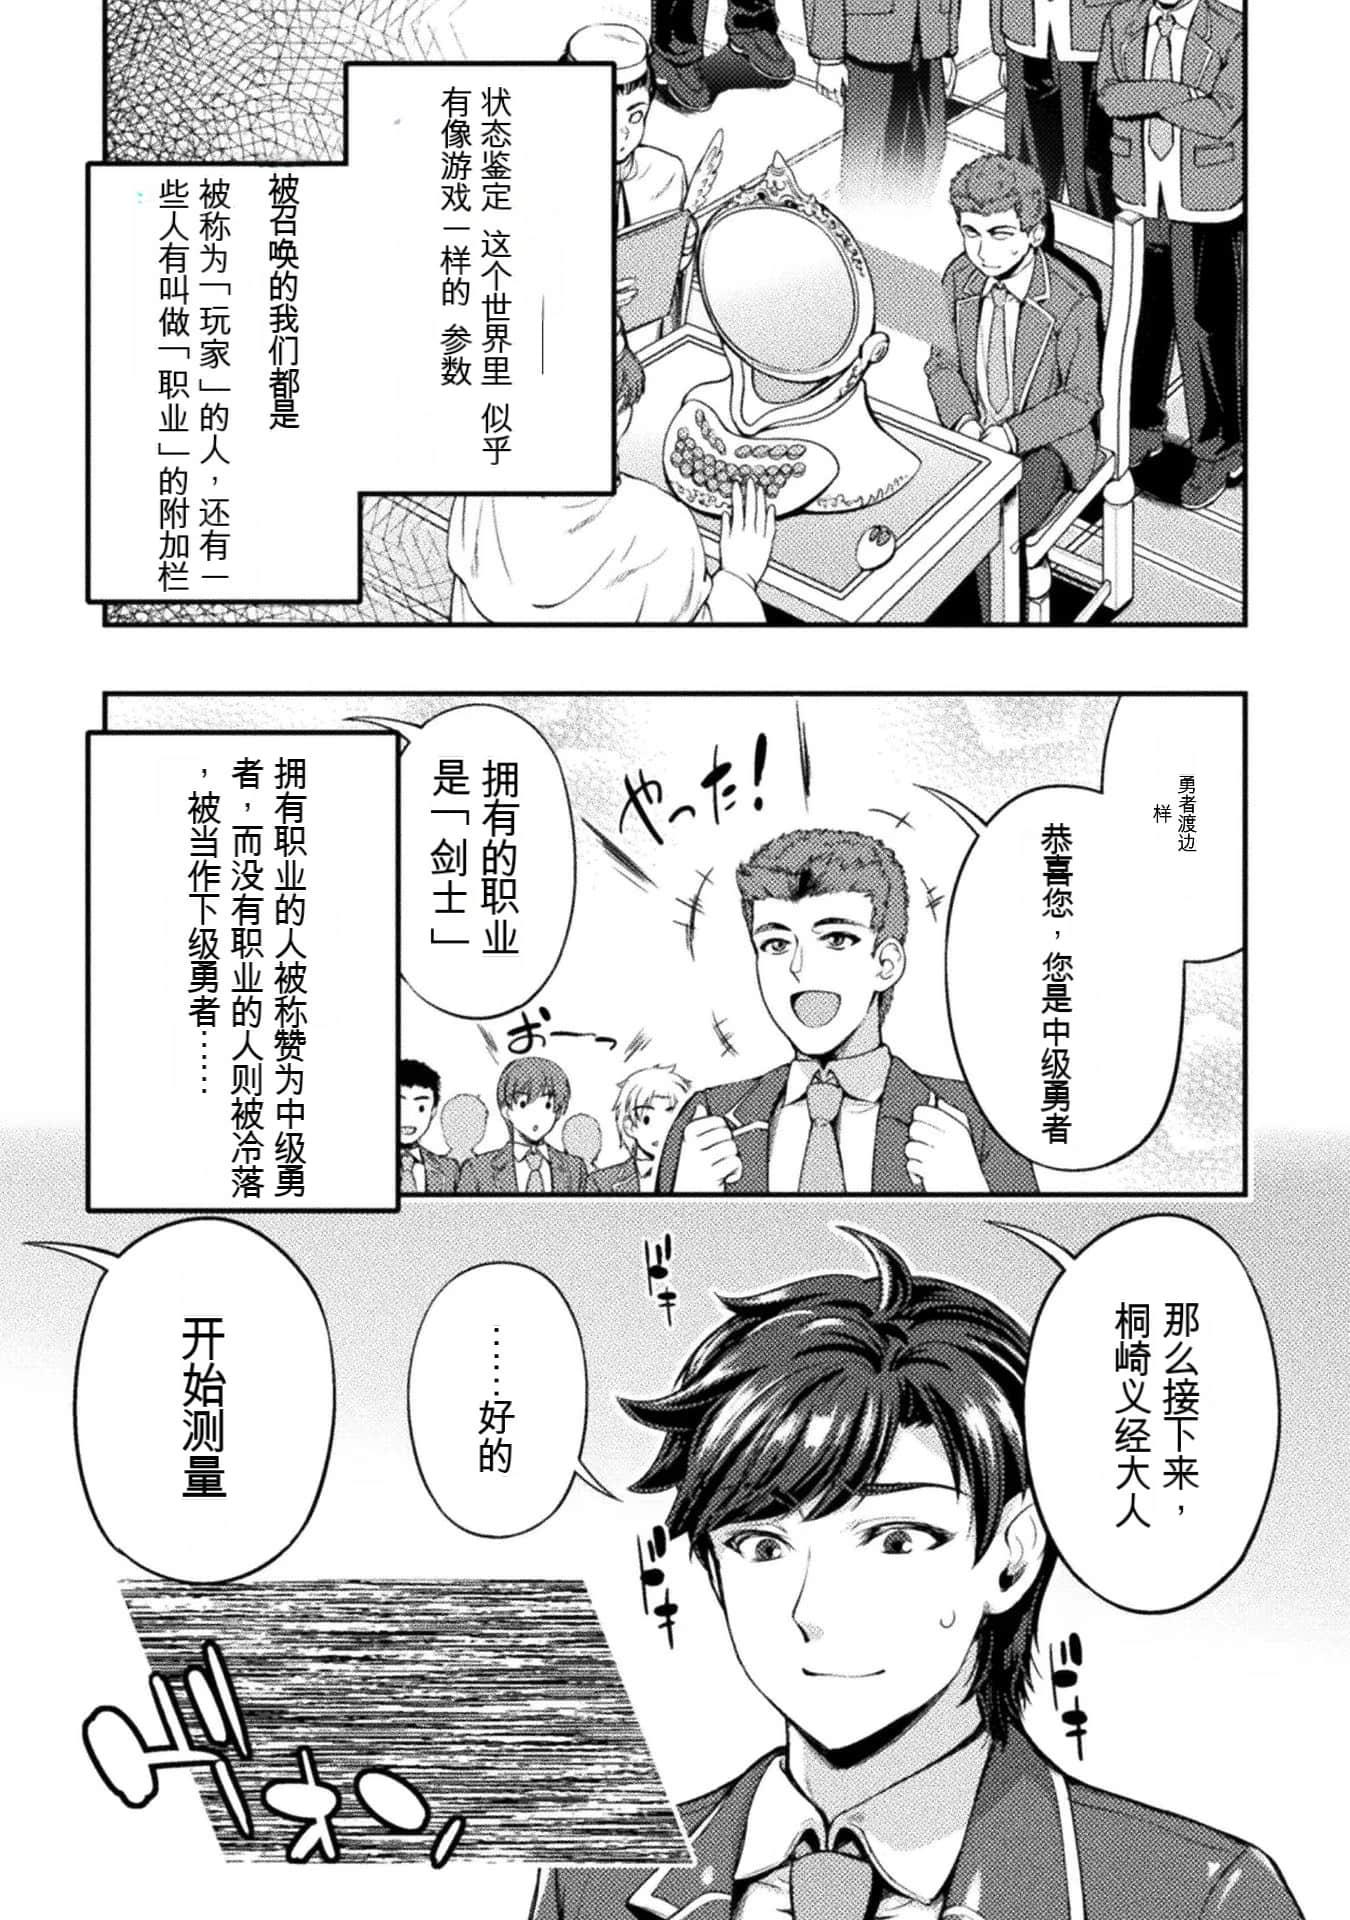 状态鉴定 这个世界里 似乎
有像游戏一样的 参数
被召唤的我们都是
被称为「玩家」的人，还有一
些人有叫做「职业」的附加栏
勇者渡边
样
恭喜您，您是中级勇者
やった！
拥有的职业
是「剑士」
おーっ
拥有职业的人被称赞为中级勇
者，而没有职业的人则被冷落
，被当作下级勇者……
那么接下来，
桐崎义经大人
ドキ
ドキ
……好的
ドキ
ドキ
开始测量